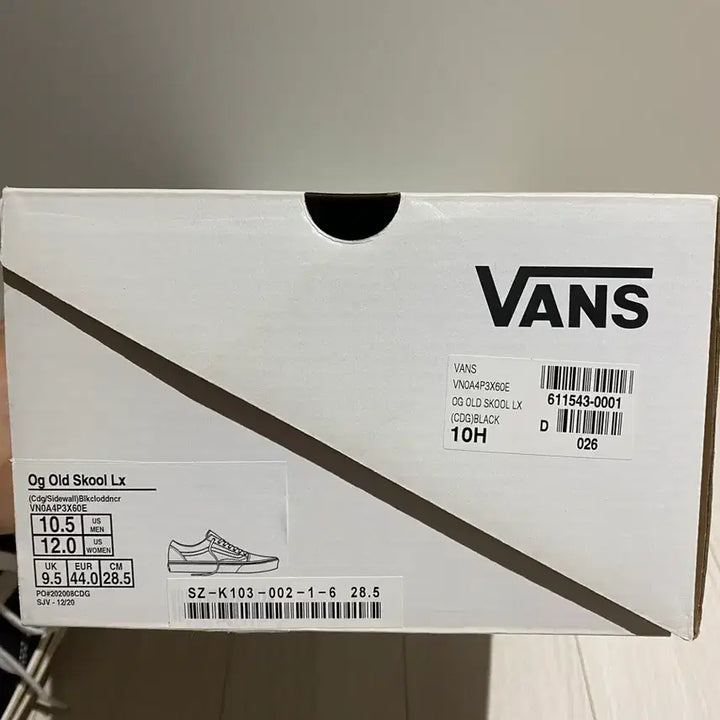 VANS
VANS
VN0A4P3X60E
OG OLD SKOOL LX
(CDG)BLACK
10H
611543-0001
D
026
Og Old Skool Lx
(Cdg/Sidewall)Blkcloddncr
VN0A4P3X60E
10.5 US MEN
12.0 US WOMEN
UK EUR CM
9.5 44.0 28.5
PO#202008CDG
SJV - 12/20
SZ-K103-002-1-6 28.5